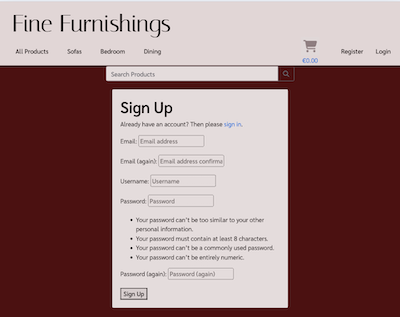 Fine Furnishings
All Products Sofas Bedroom Dining
€0.00
Register Login
Search Products
Sign Up
Already have an account? Then please sign in.
Email: Email address
Email (again): Email address confirma
Username: Username
Password: Password
Your password can't be too similar to your other
personal information.
Your password must contain at least 8 characters.
Your password can't be a commonly used password.
Your password can't be entirely numeric.
Password (again): Password (again)
Sign Up